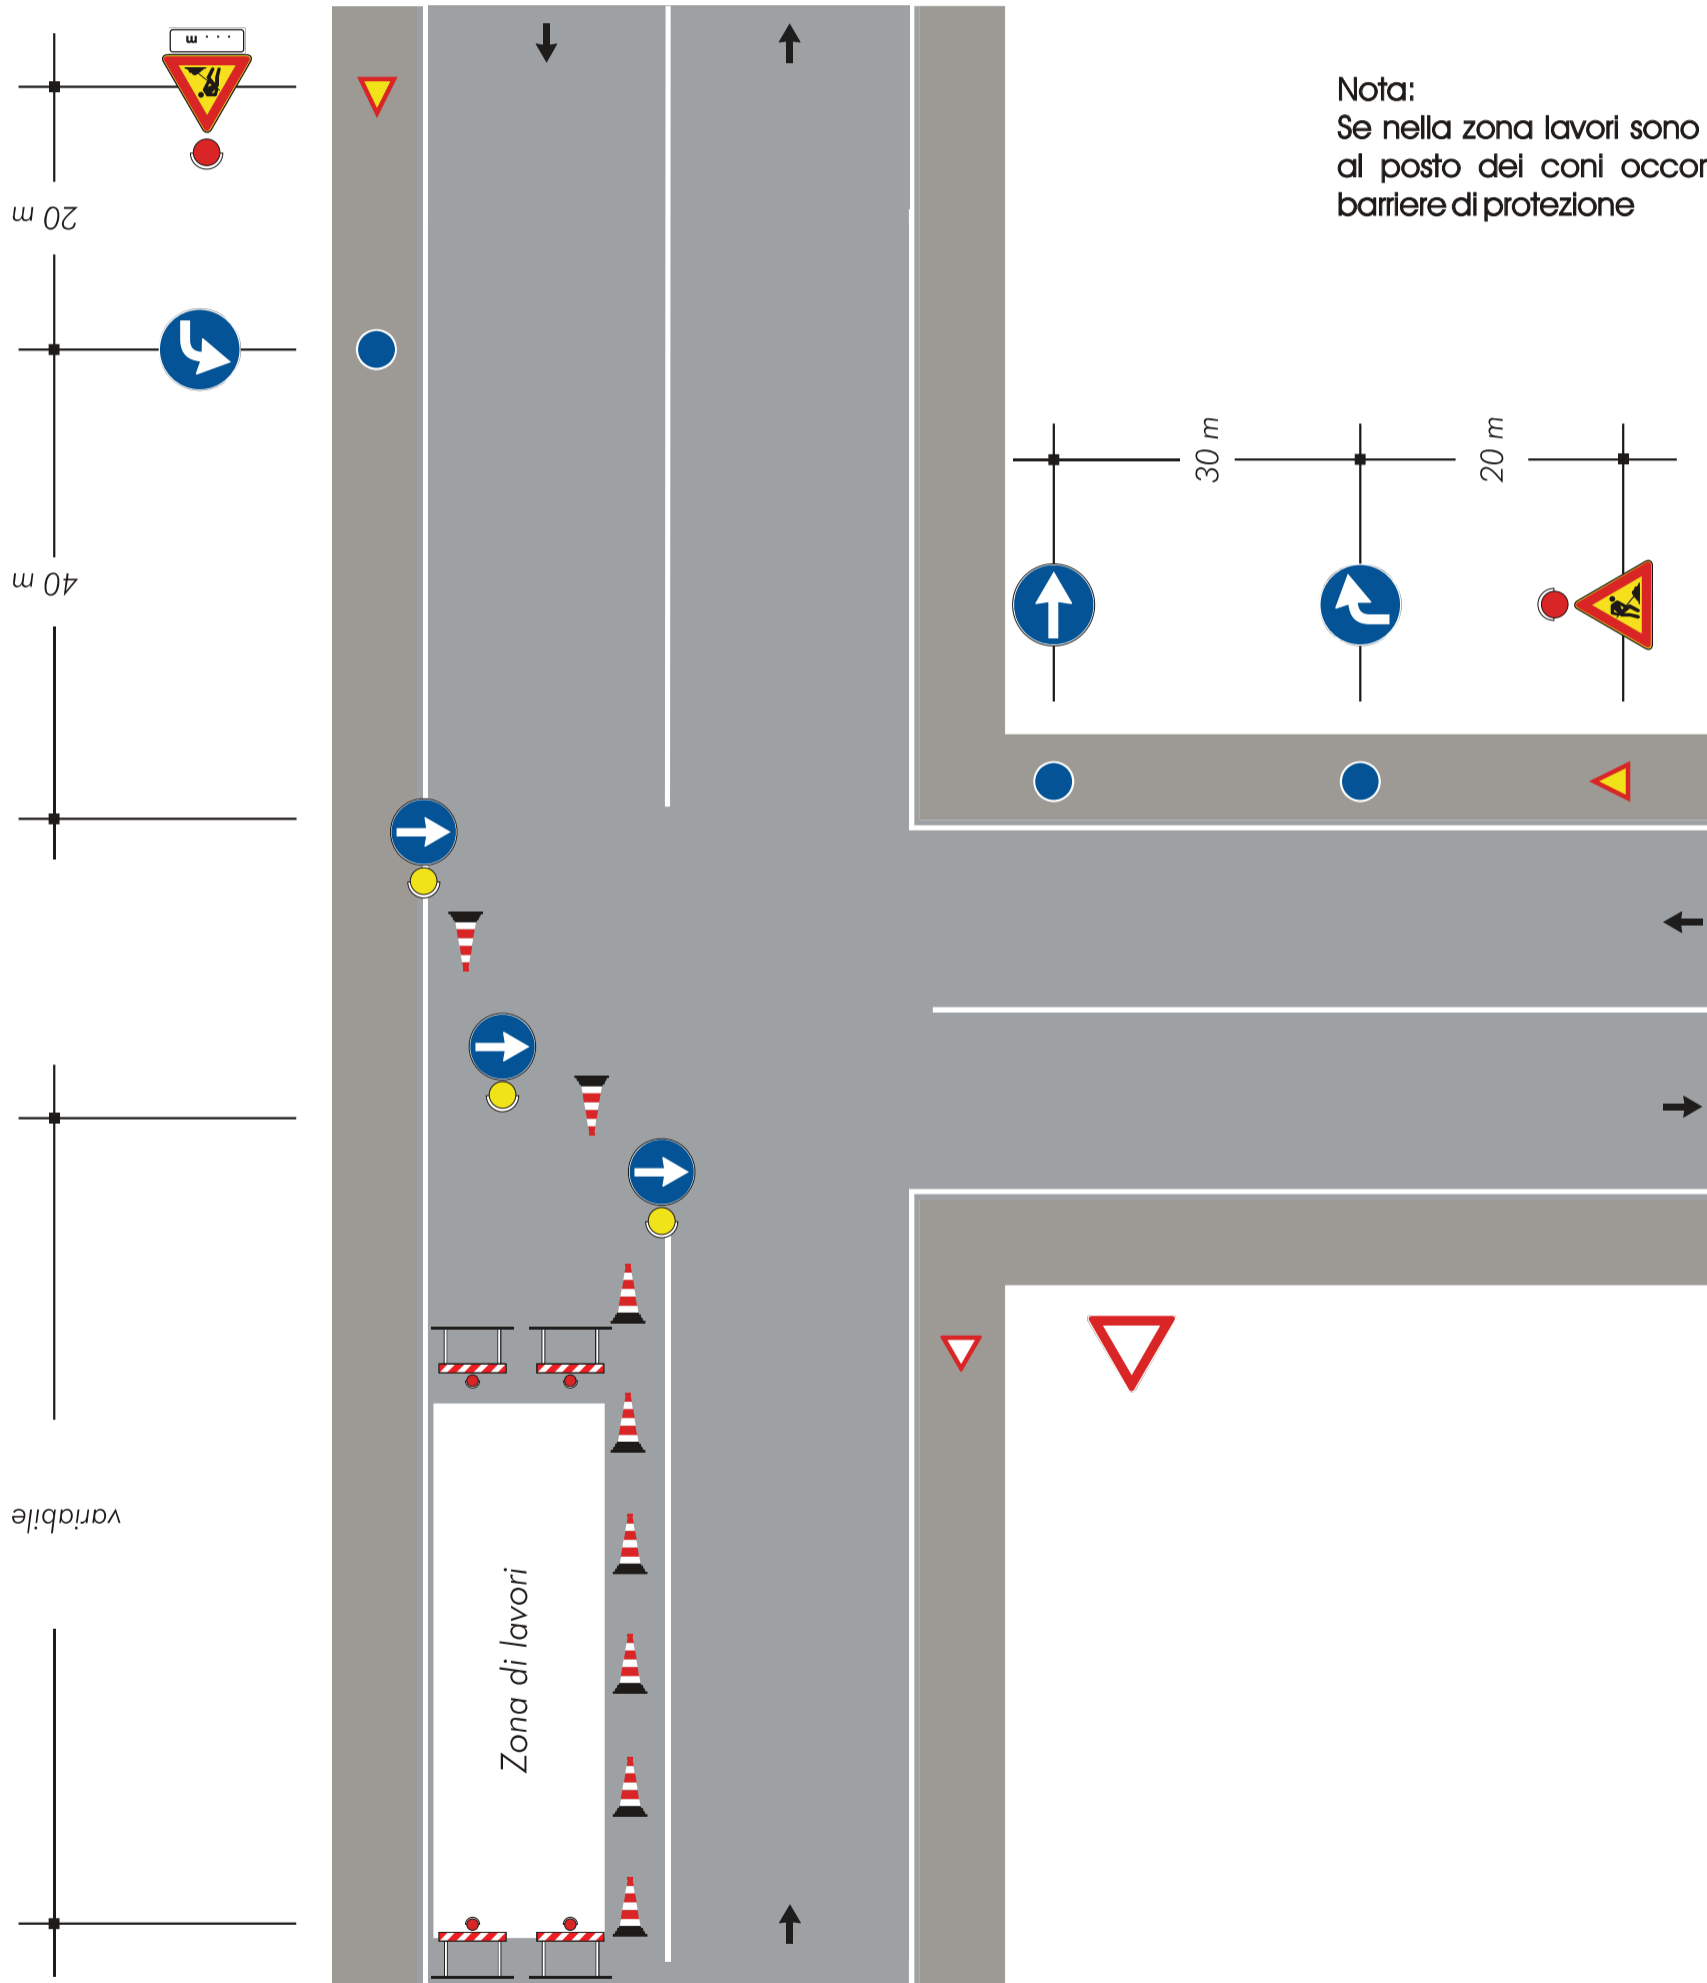 m ...
Nota:
Se nella zona lavori sono
al posto dei coni
barriere di protezione
20 m
30 m
20 m
40 m
variabile
Zona di lavori